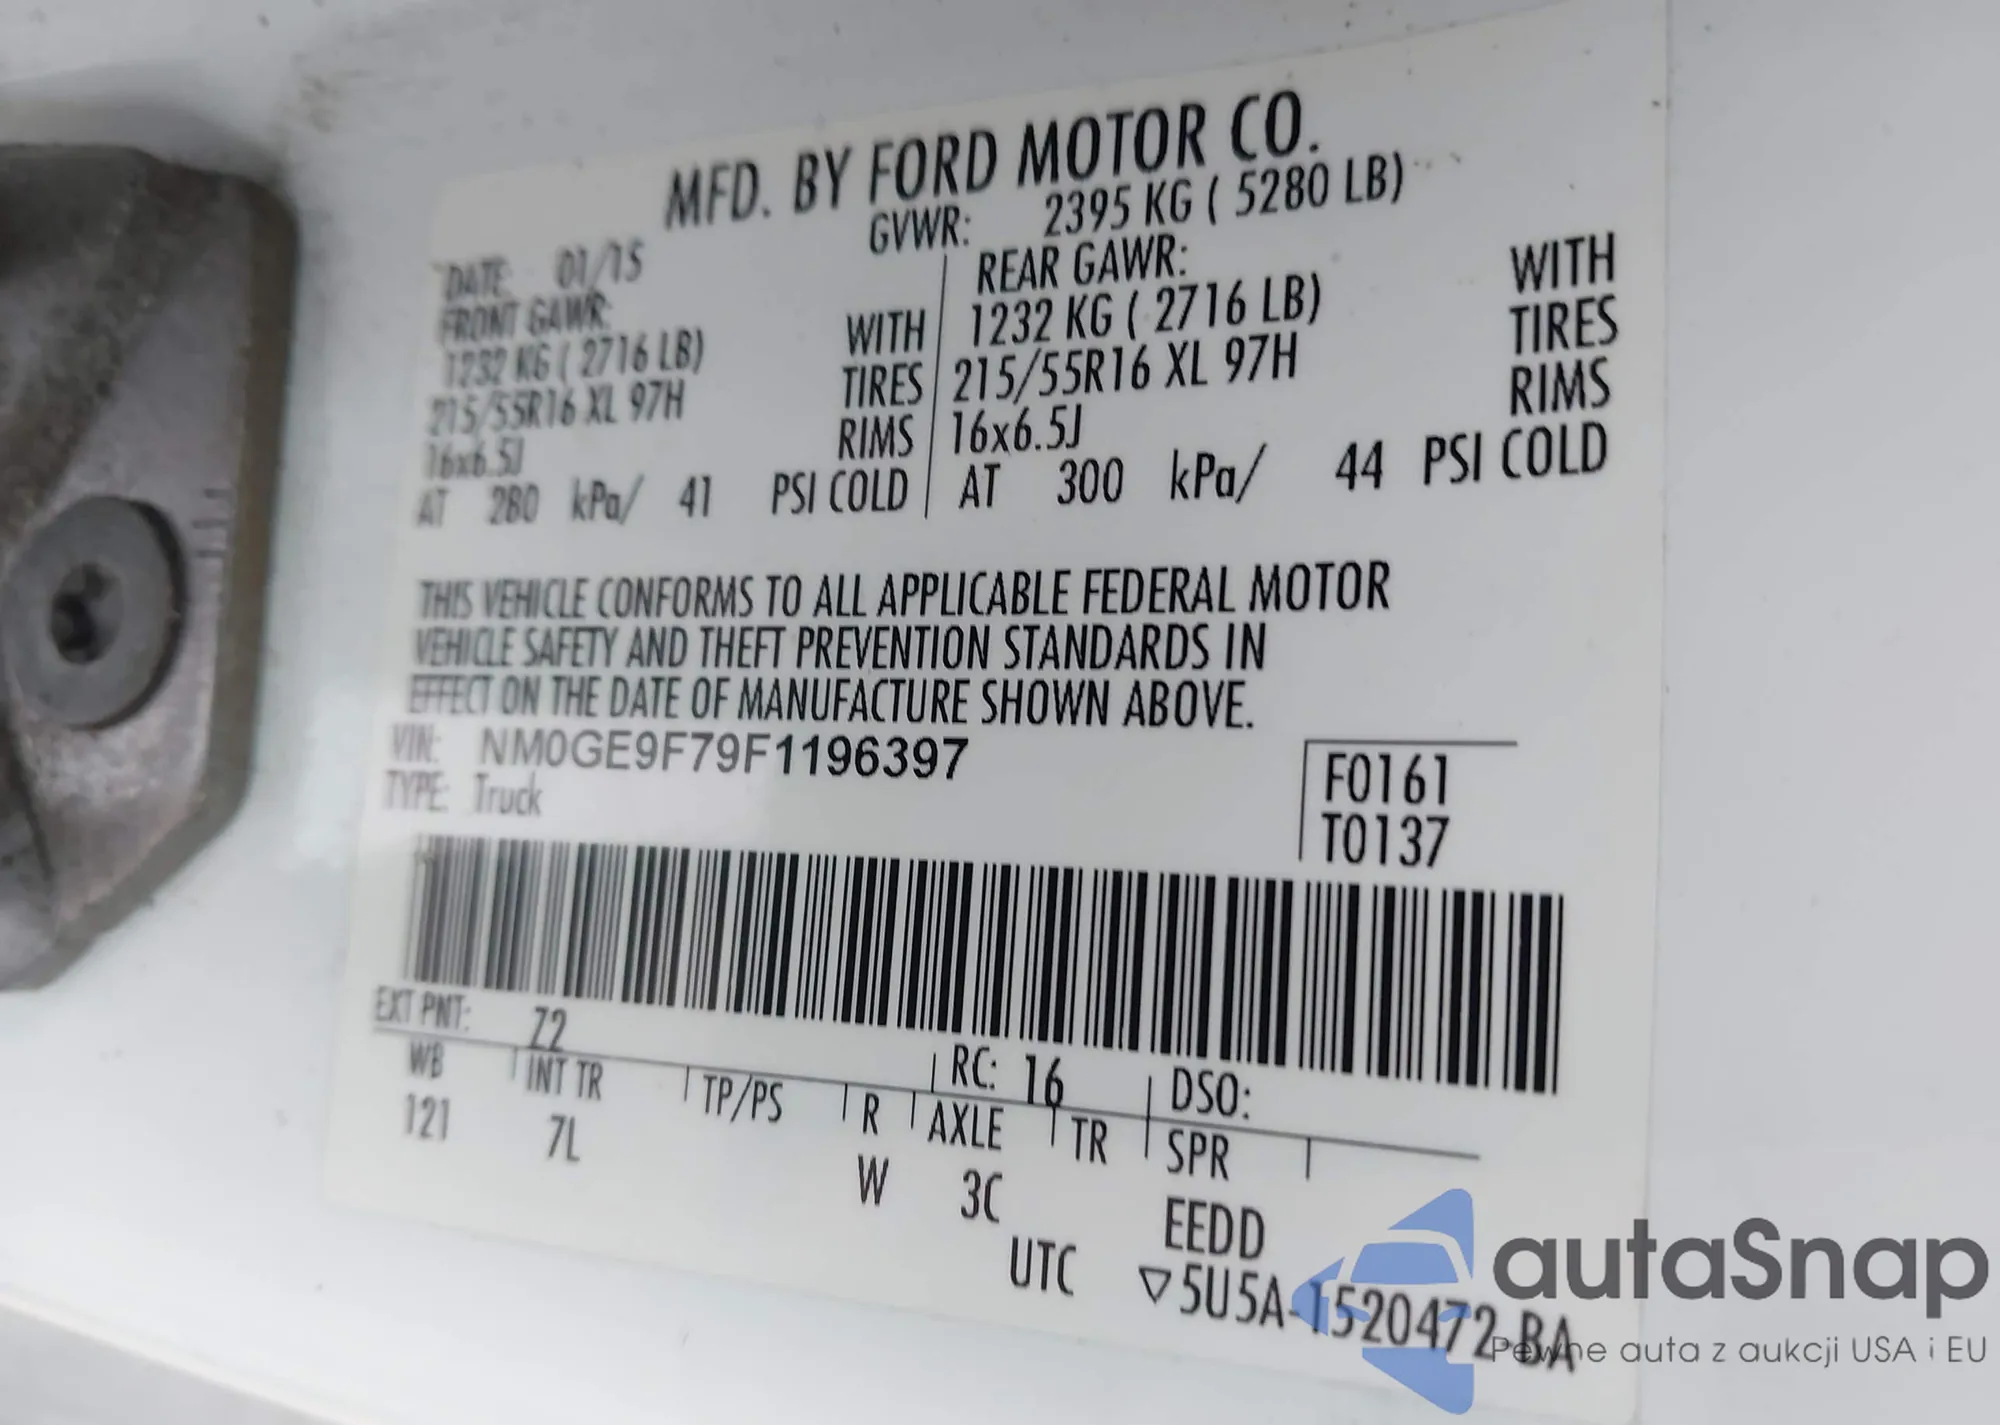 MFD. BY FORD MOTOR CO.
DATE: 01/15 GVWR: 2395 KG ( 5280 LB)
FRONT GAWR: REAR GAWR:
1232 KG ( 2716 LB) WITH 1232 KG ( 2716 LB) WITH
215/55R16 XL 97H TIRES 215/55R16 XL 97H TIRES
16x6.5J RIMS 16x6.5J RIMS
AT 280 kPa/ 41 PSI COLD AT 300 kPa/ 44 PSI COLD
THIS VEHICLE CONFORMS TO ALL APPLICABLE FEDERAL MOTOR
VEHICLE SAFETY AND THEFT PREVENTION STANDARDS IN
EFFECT ON THE DATE OF MANUFACTURE SHOWN ABOVE.
VIN: NM0GE9F79F1196397 F0161
TYPE: Truck T0137
EXT PNT: Z2 RC: 16 DSO:
WB INT TR TP/PS R AXLE TR SPR
121 7L W 3C EEDD
UTC ▽5U5A-1520472-BA
autaSnap
Pewne auta z aukcji USA i EU